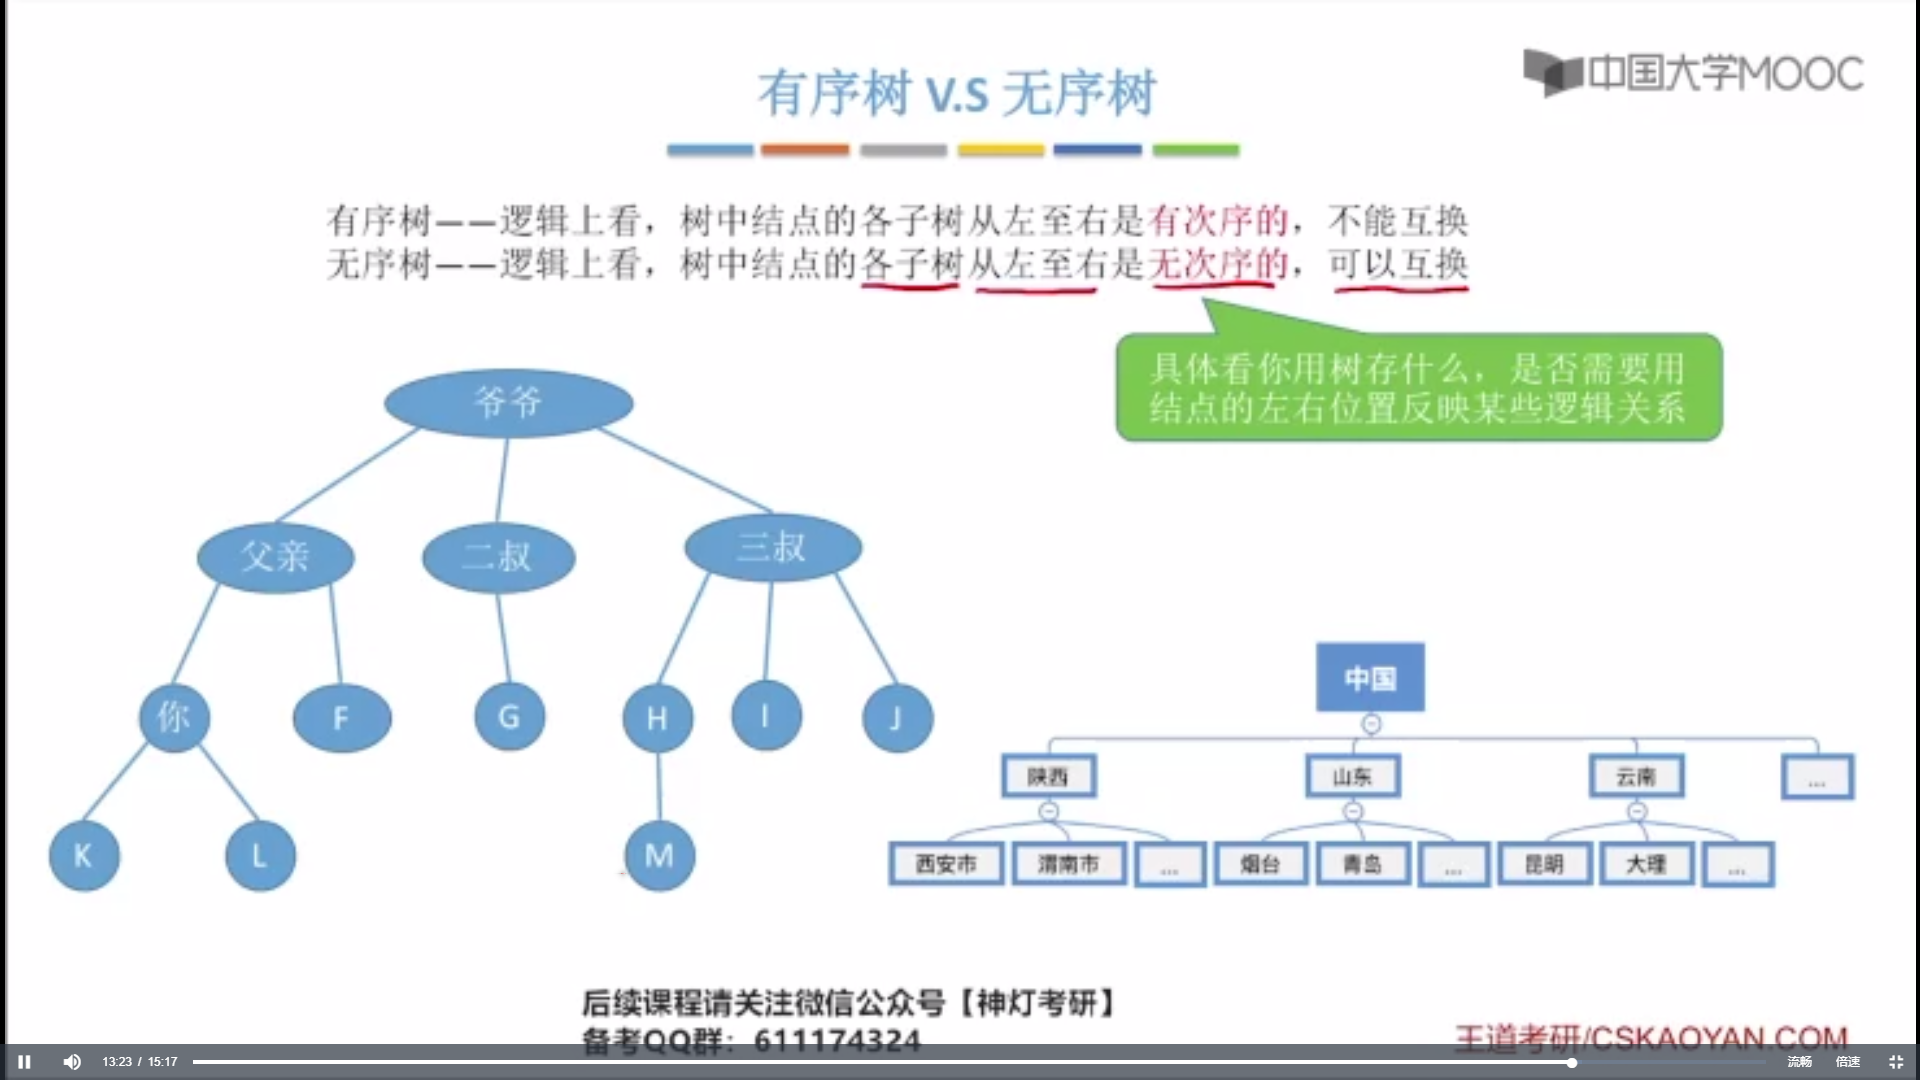 中国大学MOOC
有序树 V.S 无序树
有序树——逻辑上看，树中结点的各子树从左至右是有次序的，不能互换
无序树——逻辑上看，树中结点的各子树从左至右是无次序的，可以互换
具体看你用树存什么，是否需要用
结点的左右位置反映某些逻辑关系
爷爷
父亲 二叔 三叔
你 F G H I J
K L M
中国
陕西 山东 云南 ...
西安市 渭南市 ... 烟台 青岛 ... 昆明 大理 ...
后续课程请关注微信公众号【神灯考研】
备考QQ群：611174324
王道考研/CSKAOYAN.COM
13:23 / 15:17 流畅 倍速